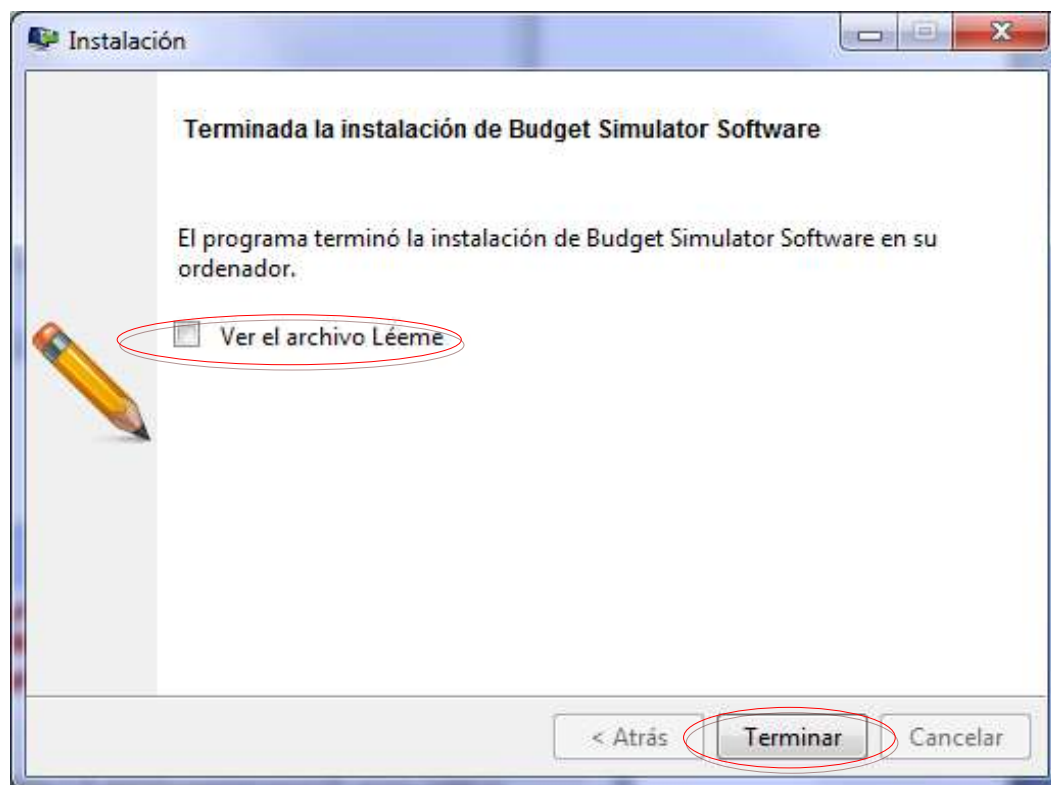 Instalación
Terminada la instalación de Budget Simulator Software
El programa terminó la instalación de Budget Simulator Software en su
ordenador.
Ver el archivo Léeme
< Atrás Terminar Cancelar